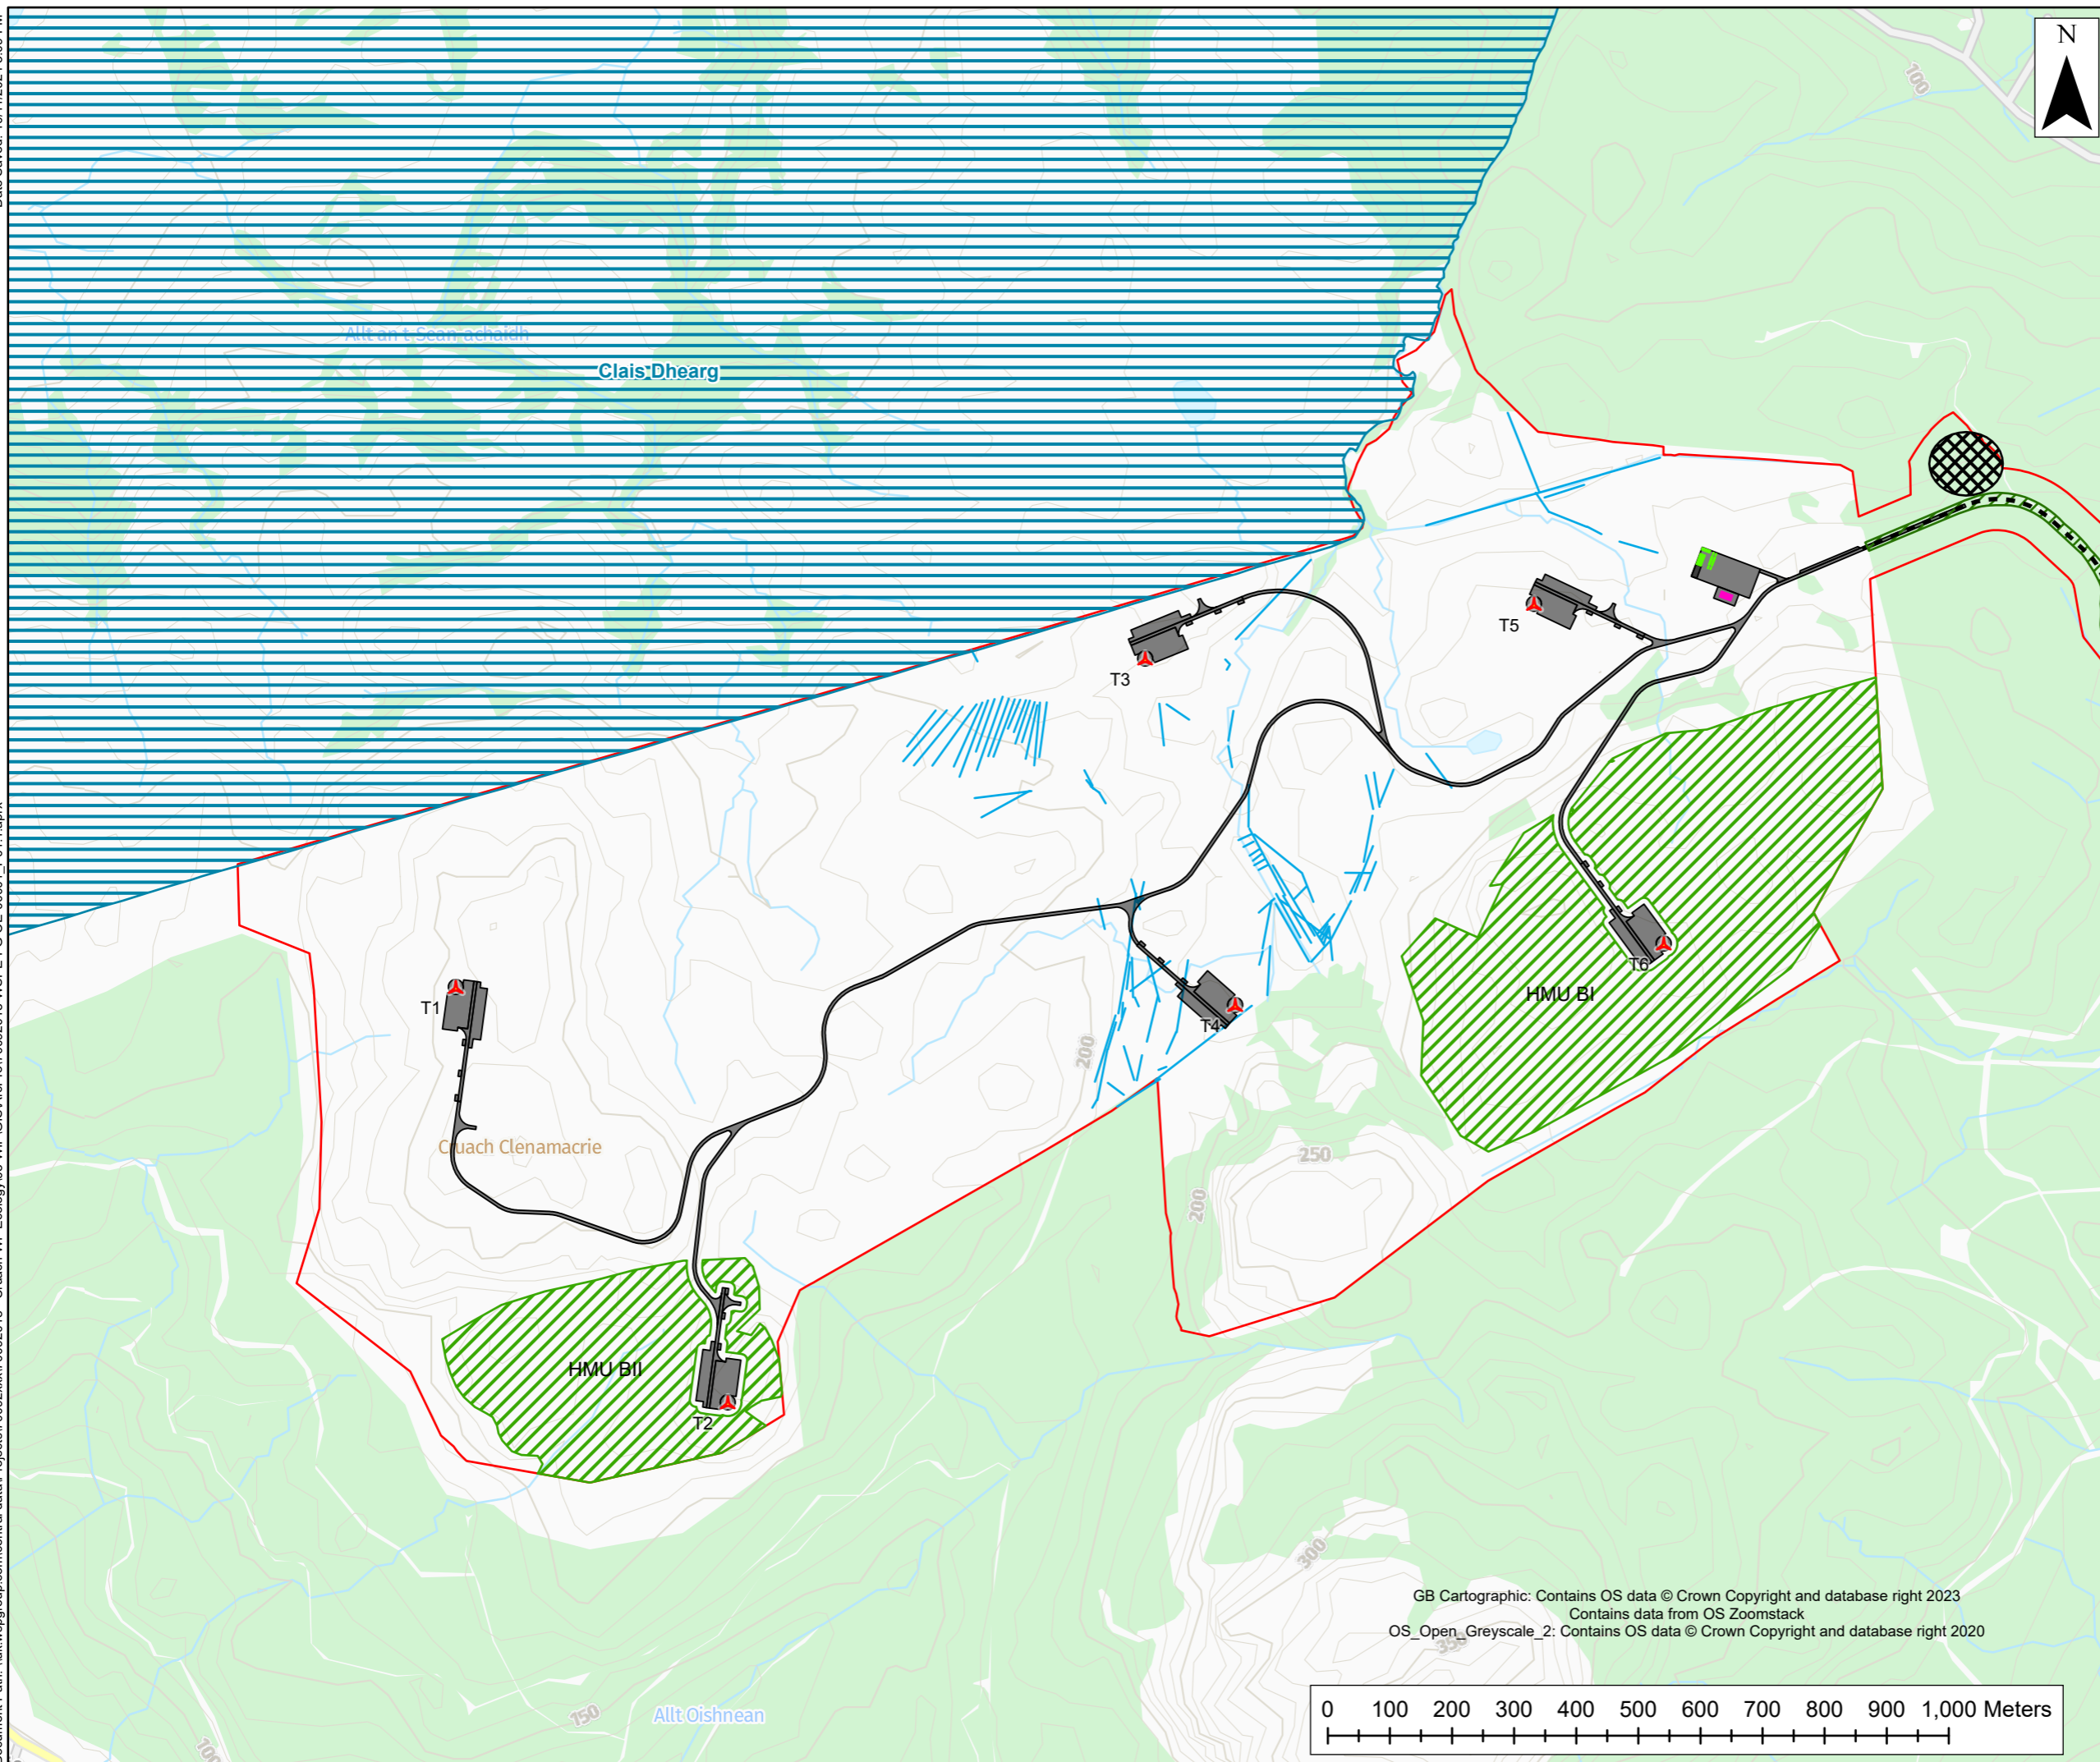 N
100
Allt an t-Sean-achaidh
Clais Dhearg
T5
T3
T6
HMU BI
T1
T4
200
Cruach Clenamacrie
250
200
HMU BII
T2
300
GB Cartographic: Contains OS data © Crown Copyright and database right 2023
Contains data from OS Zoomstack
OS_Open_Greyscale_2: Contains OS data © Crown Copyright and database right 2020
350
150
Allt Oishnean
100
0 100 200 300 400 500 600 700 800 900 1,000 Meters